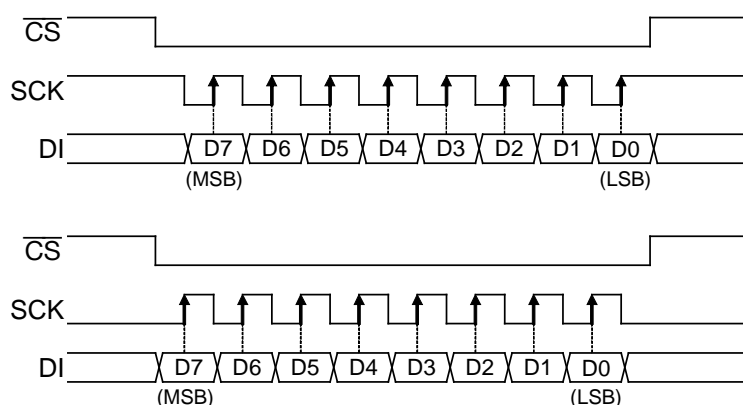 CS
SCK
DI D7 D6 D5 D4 D3 D2 D1 D0
(MSB) (LSB)
CS
SCK
DI D7 D6 D5 D4 D3 D2 D1 D0
(MSB) (LSB)